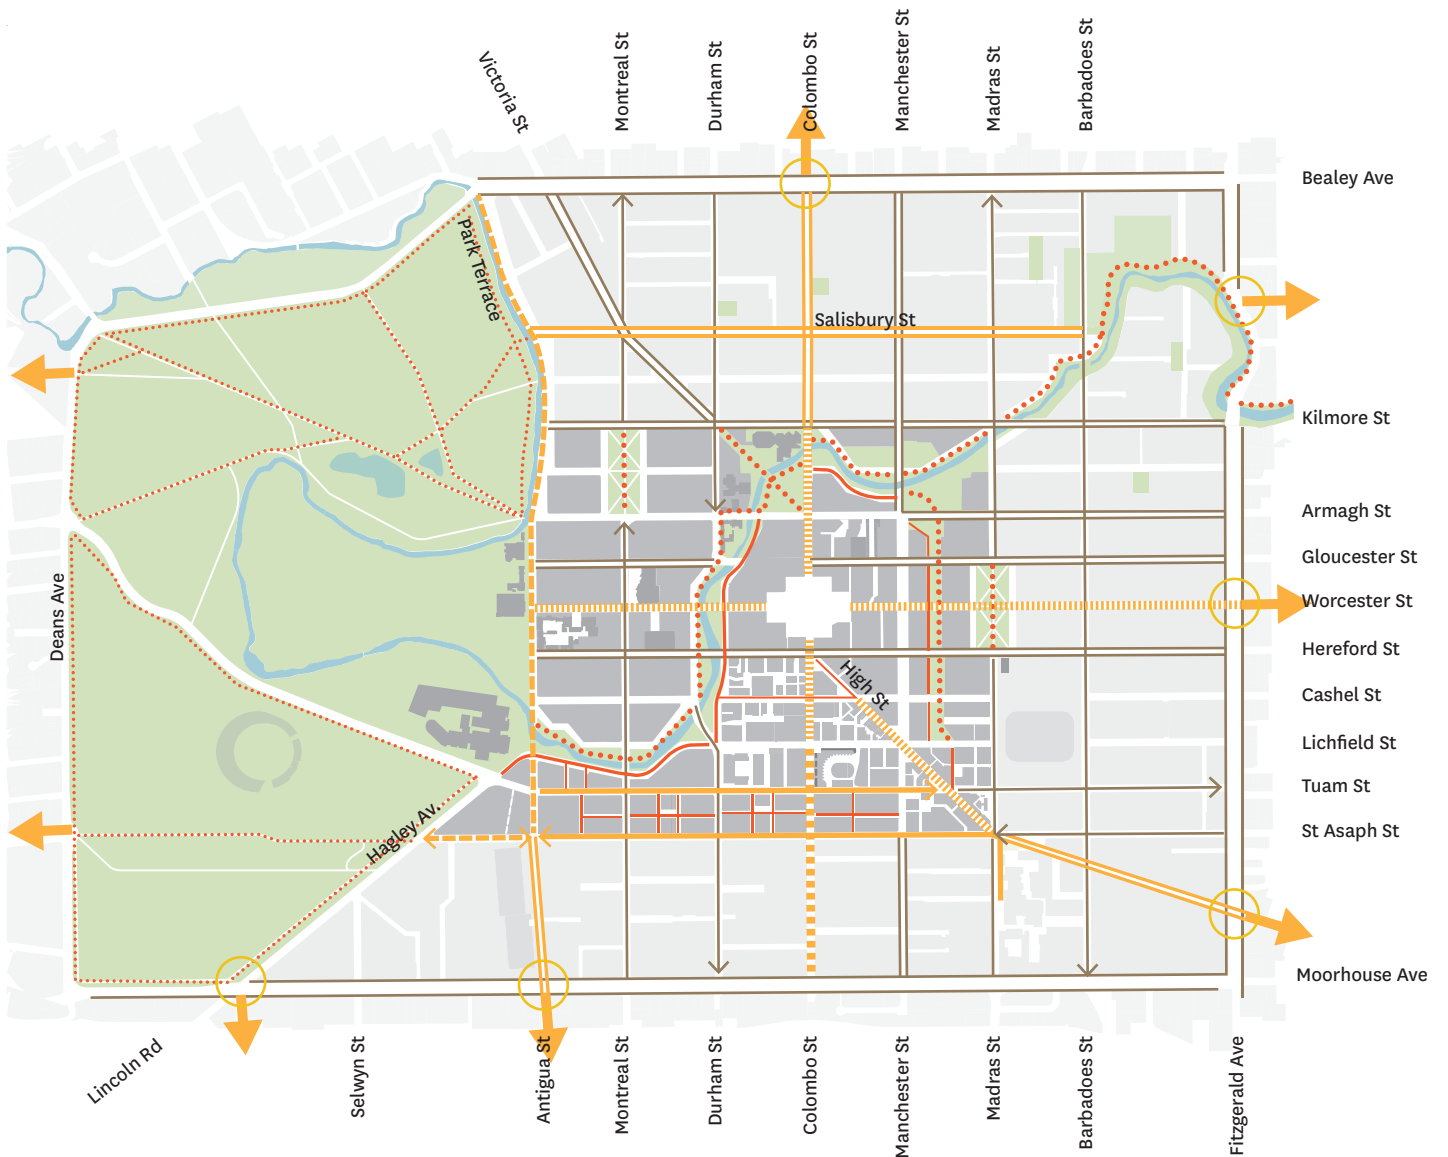 Victoria St
Montreal St
Durham St
Colombo St
Manchester St
Madras St
Barbadoes St
Bealey Ave
Park Terrace
Salisbury St
Kilmore St
Armagh St
Gloucester St
Deans Ave
Worcester St
Hereford St
High St
Cashel St
Lichfield St
Tuam St
Hagley Av.
St Asaph St
Moorhouse Ave
Lincoln Rd
Selwyn St
Antigua St
Montreal St
Durham St
Colombo St
Manchester St
Madras St
Barbadoes St
Fitzgerald Ave